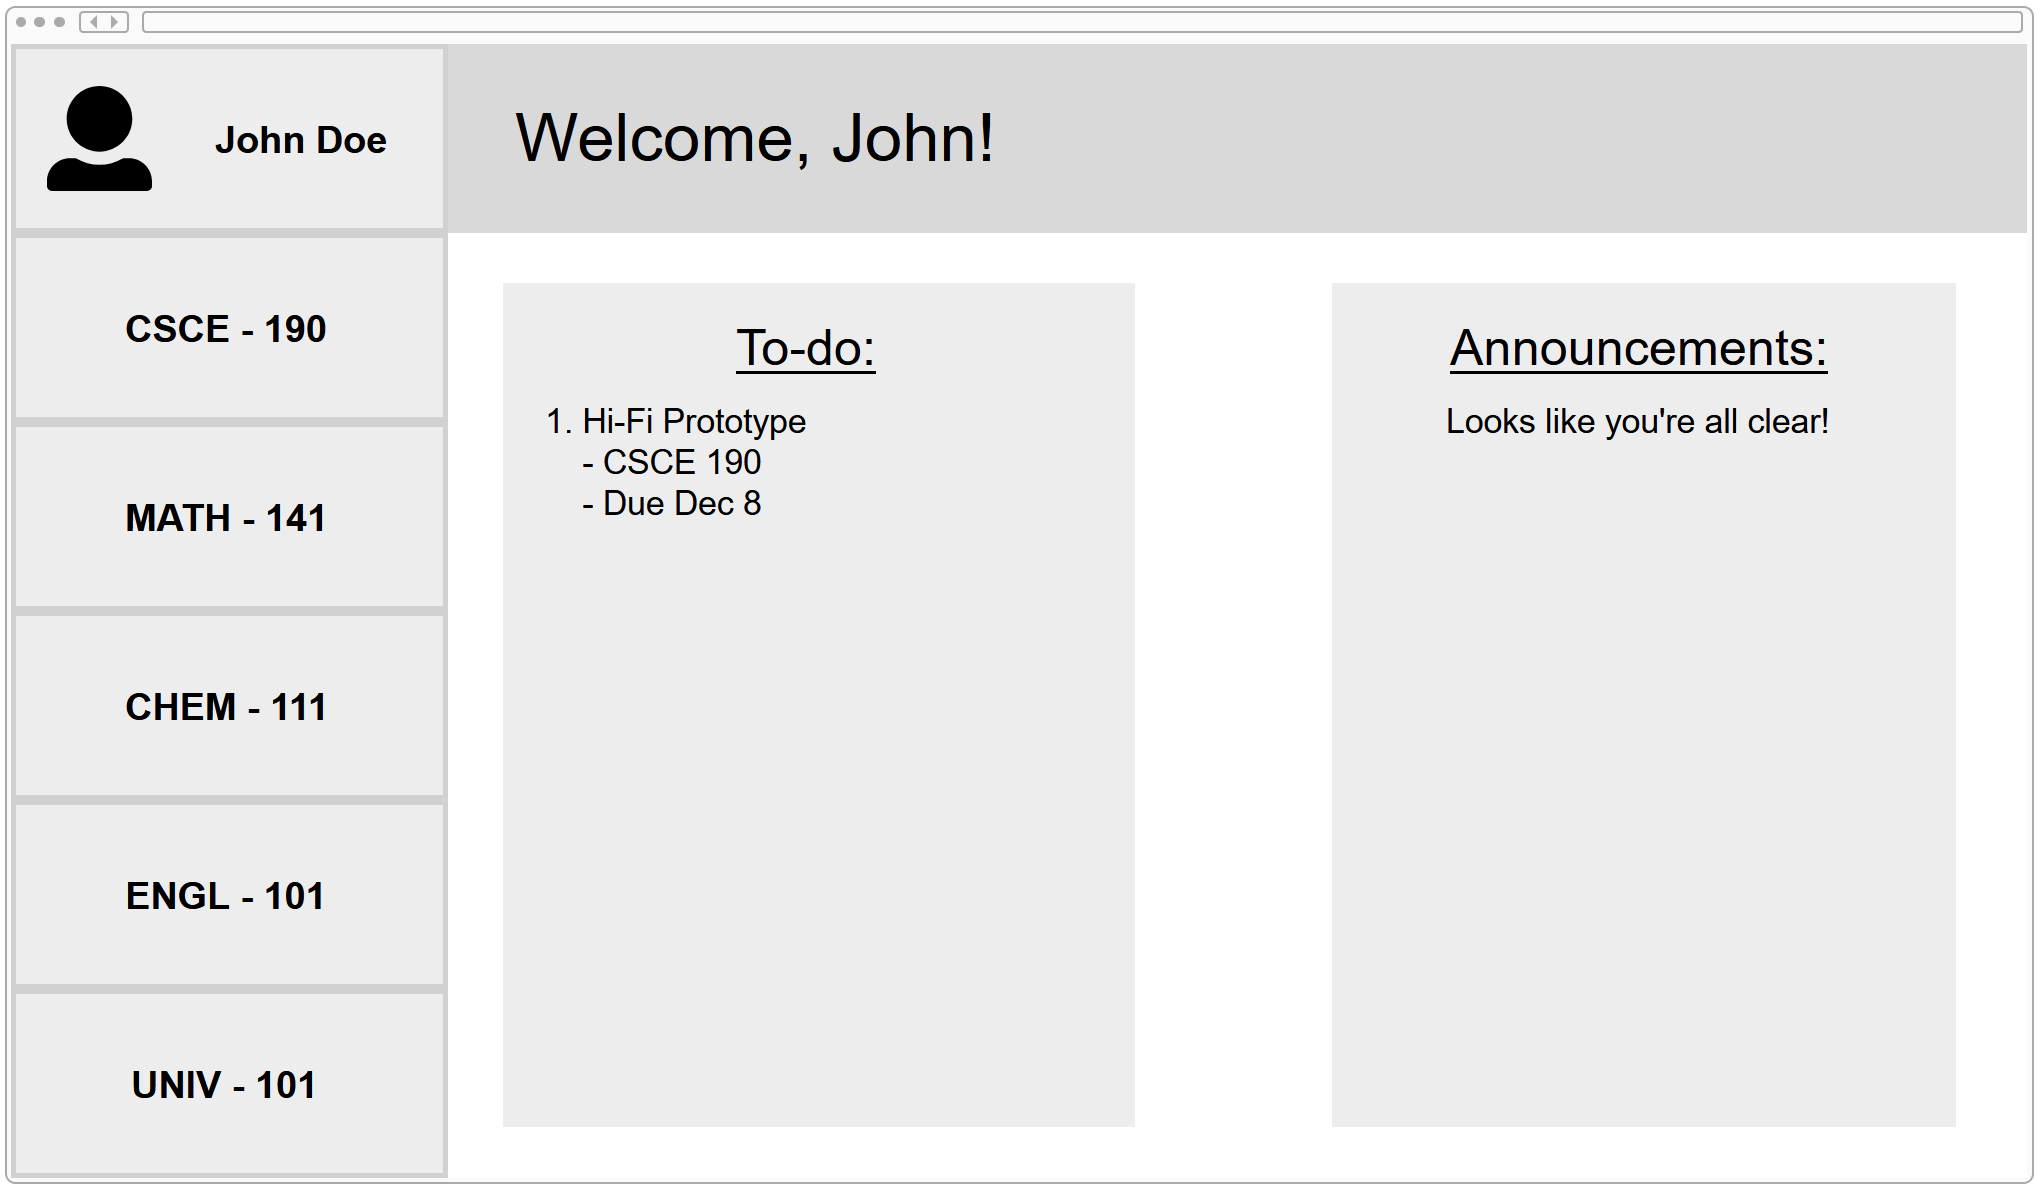 John Doe
Welcome, John!
CSCE - 190
MATH - 141
CHEM - 111
ENGL - 101
UNIV - 101
To-do:
1. Hi-Fi Prototype
- CSCE 190
- Due Dec 8
Announcements:
Looks like you're all clear!